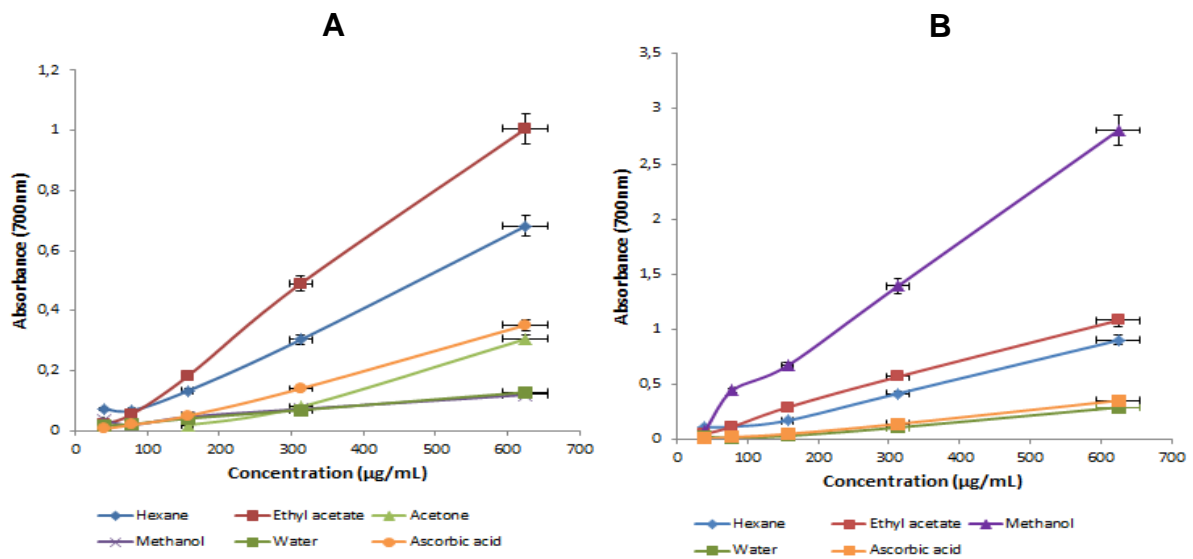 A
1,2
1
0,8
0,6
0,4
0,2
0
Absorbance (700nm)
0 100 200 300 400 500 600 700
Concentration (µg/mL)
Hexane Ethyl acetate Acetone
Methanol Water Ascorbic acid
B
3,5
3
2,5
2
1,5
1
0,5
0
Absorbance (700nm)
0 100 200 300 400 500 600 700
Concentration (µg/mL)
Hexane Ethyl acetate Methanol
Water Ascorbic acid